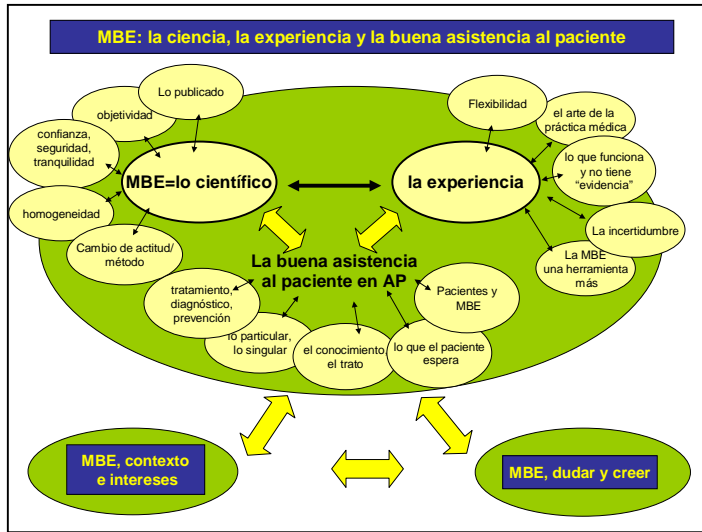 MBE: la ciencia, la experiencia y la buena asistencia al paciente
Lo publicado
objetividad
confianza,
seguridad,
tranquilidad
homogeneidad
Cambio de actitud/
método
MBE=lo científico
Flexibilidad
el arte de la
práctica médica
lo que funciona
y no tiene
“evidencia”
La incertidumbre
La MBE
una herramienta
más
la experiencia
La buena asistencia
al paciente en AP
tratamiento,
diagnóstico,
prevención
lo particular,
lo singular
el conocimiento,
el trato
lo que el paciente
espera
Pacientes y
MBE
MBE, contexto
e intereses
MBE, dudar y creer